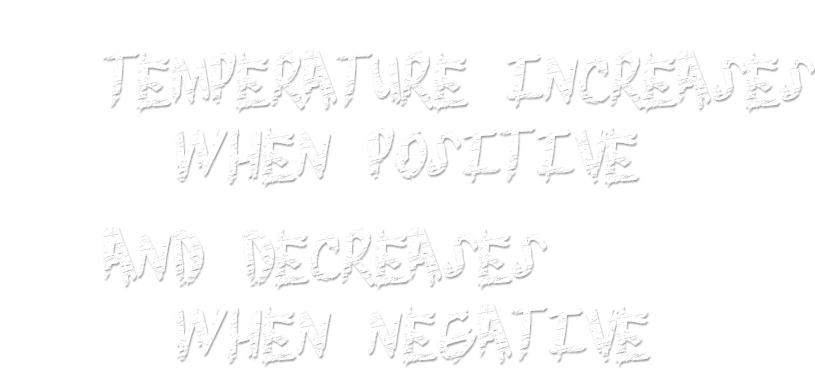 TEMPERATURE INCREASES
WHEN POSITIVE
AND DECREASES
WHEN NEGATIVE